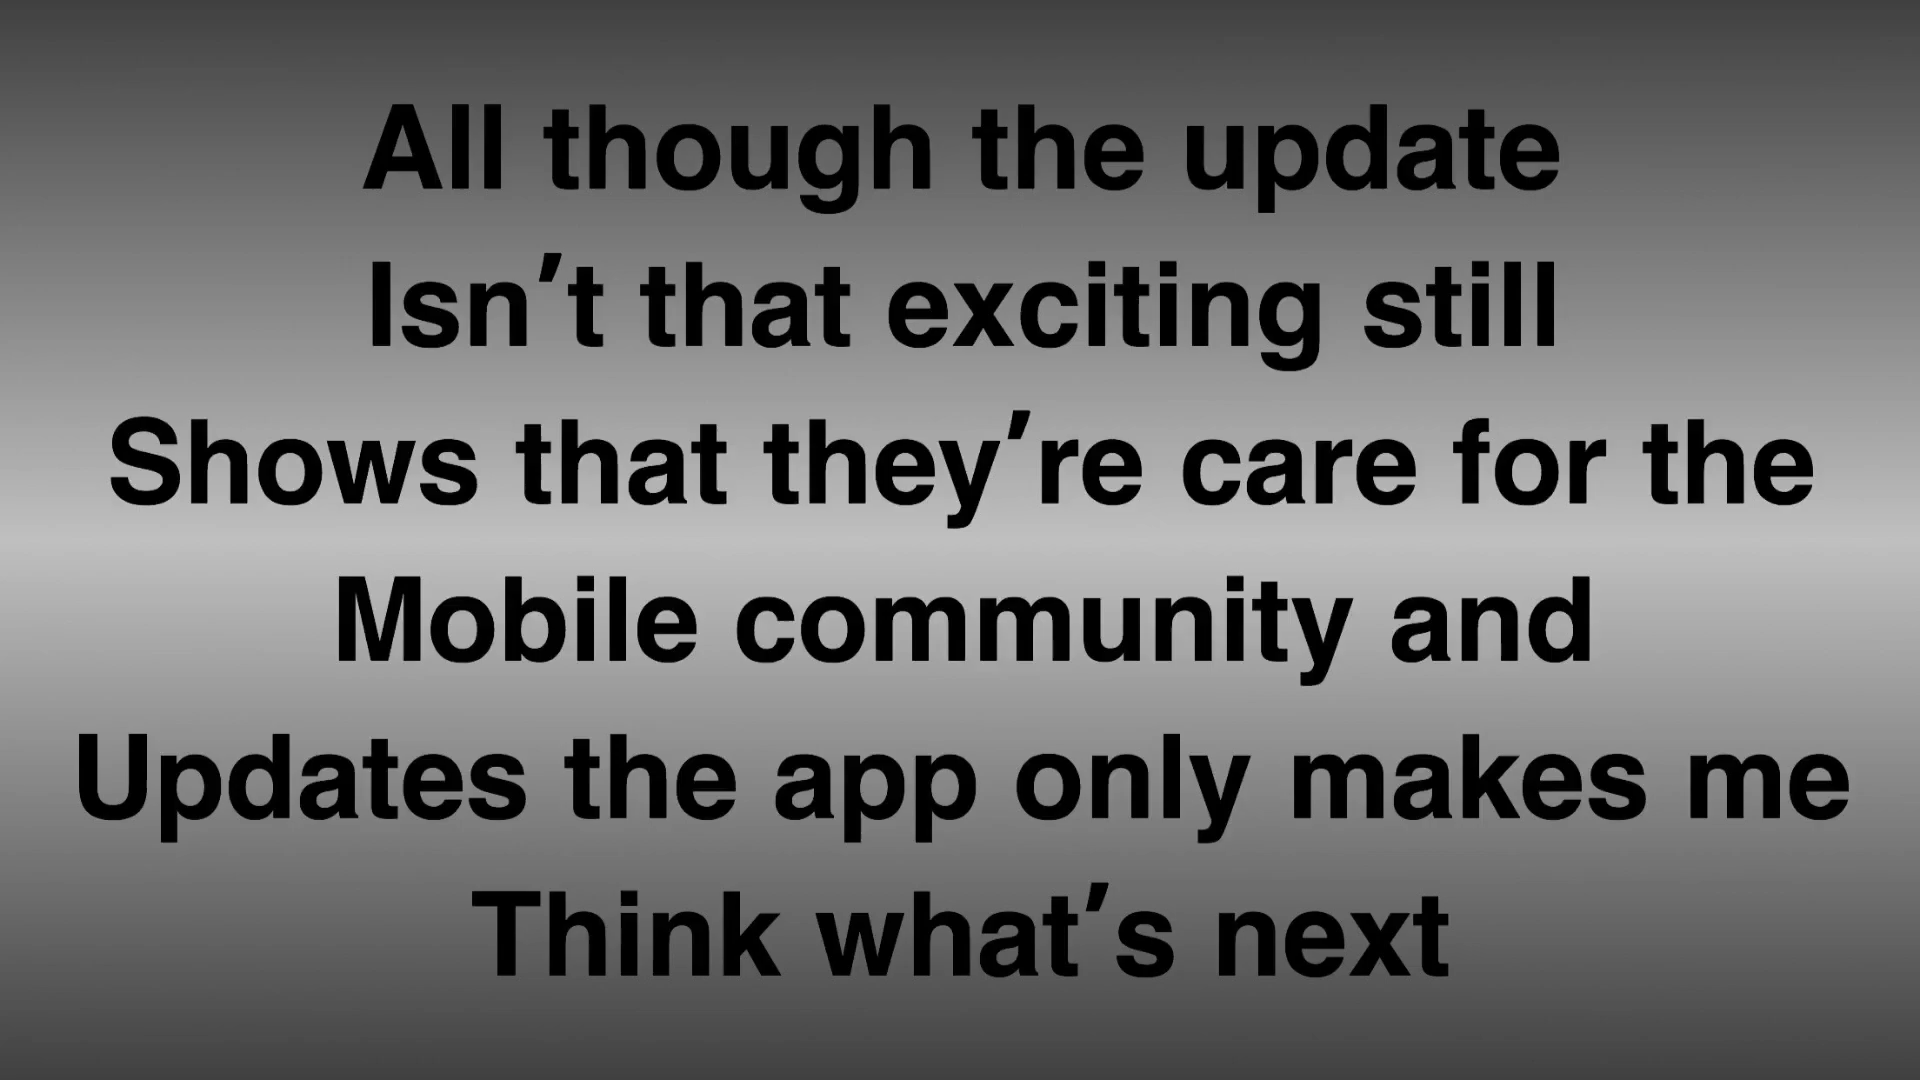 All though the update
Isn't that exciting still
Shows that they're care for the
Mobile community and
Updates the app only makes me
Think what's next